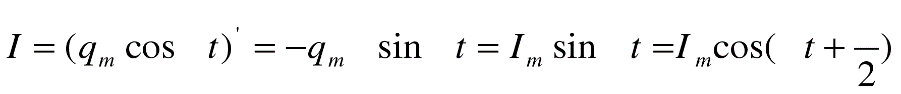 I = (q_m cos t)' = −q_m sin t = I_m sin t = I_m cos( t + —/2)